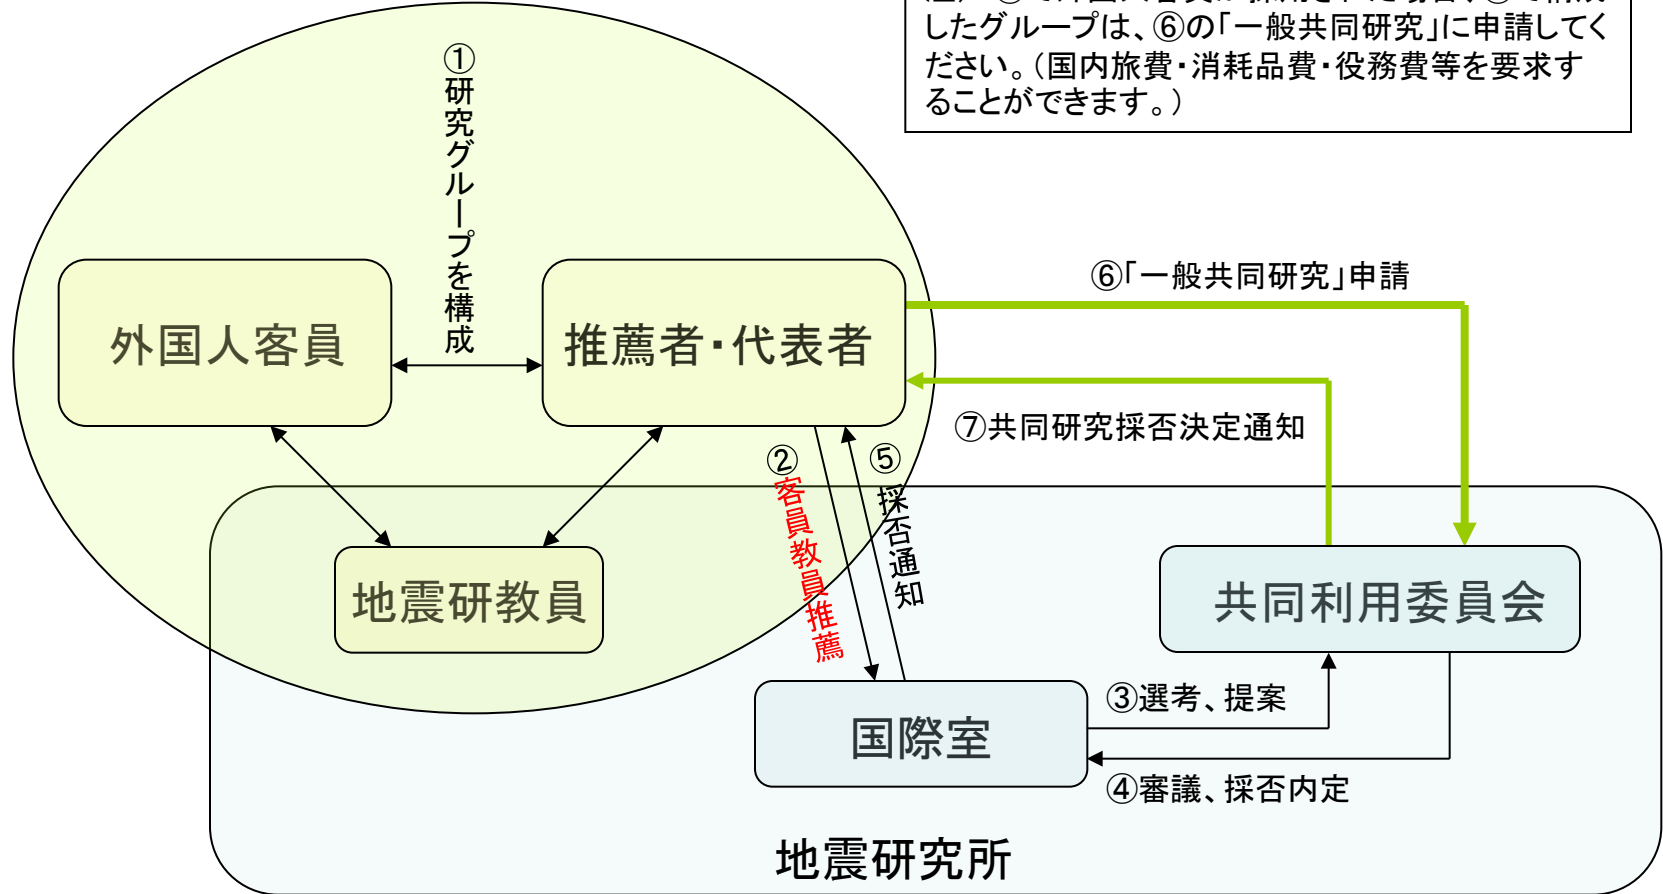 したグループは、⑥の「一般共同研究」に申請してく
ださい。（国内旅費・消耗品費・役務費等を要求す
ることができます。）
①研究グループを構成
⑥「一般共同研究」申請
外国人客員
推薦者・代表者
⑦共同研究採否決定通知
②客員教員推薦
⑤採否通知
地震研教員
共同利用委員会
③選考、提案
国際室
④審議、採否内定
地震研究所